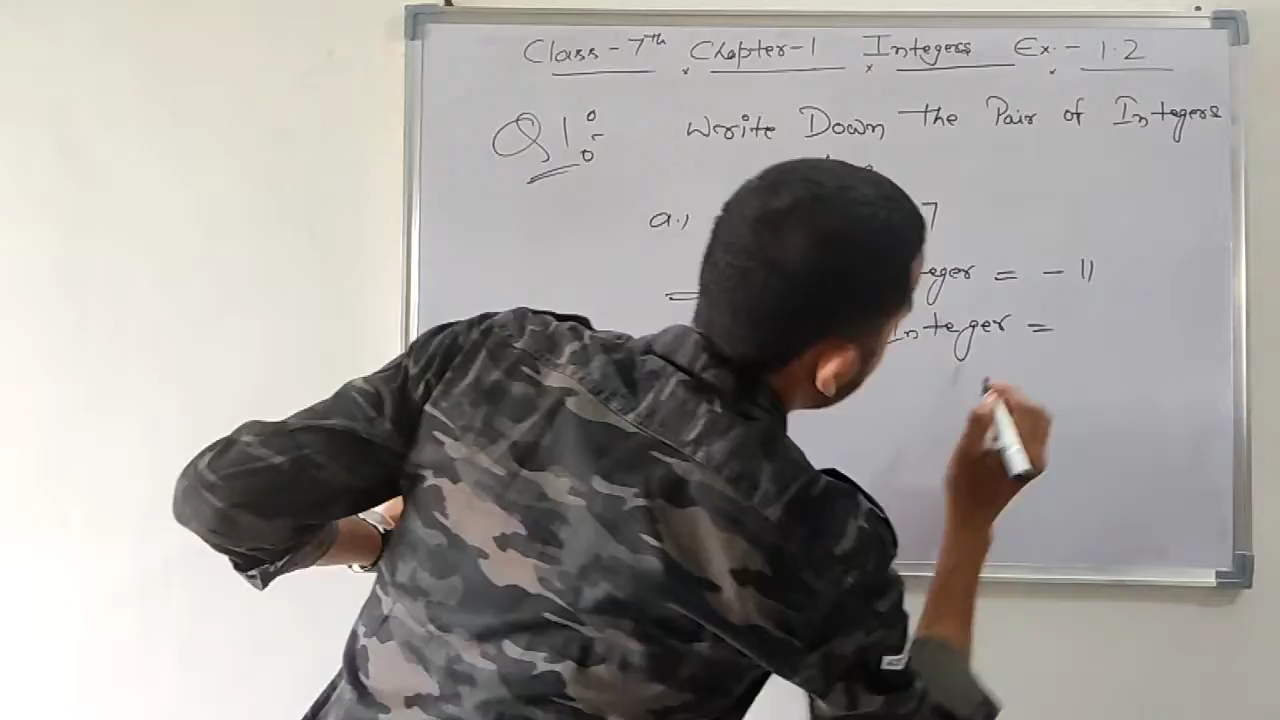 Class - 7th Chapter - 1 Integers Ex. - 1.2
Q1: Write Down the Pair of Integers
a.) 7
eger = - 11
Integer =